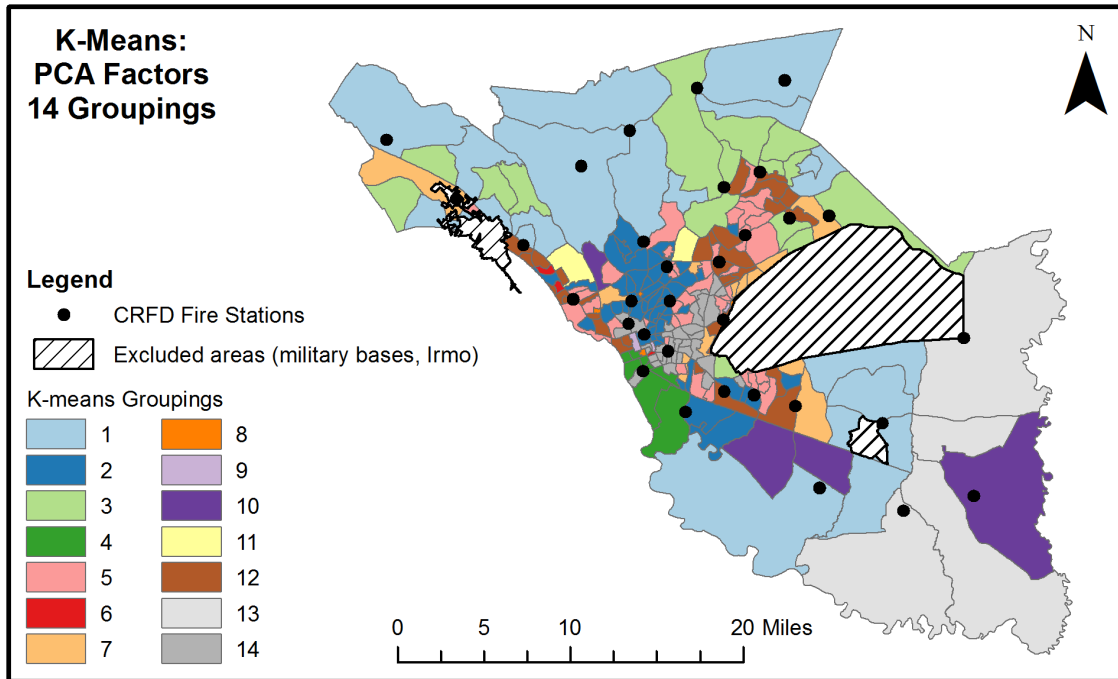 K-Means:
PCA Factors
14 Groupings
N
Legend
CRFD Fire Stations
Excluded areas (military bases, Irmo)
K-means Groupings
1 8
2 9
3 10
4 11
5 12
6 13
7 14
0 5 10 20 Miles